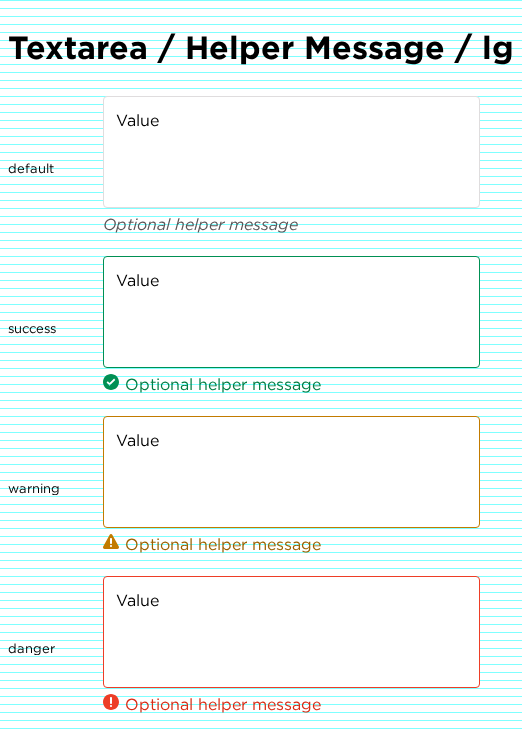 Textarea / Helper Message / lg
Value
default
Optional helper message
Value
success
Optional helper message
Value
warning
Optional helper message
Value
danger
Optional helper message